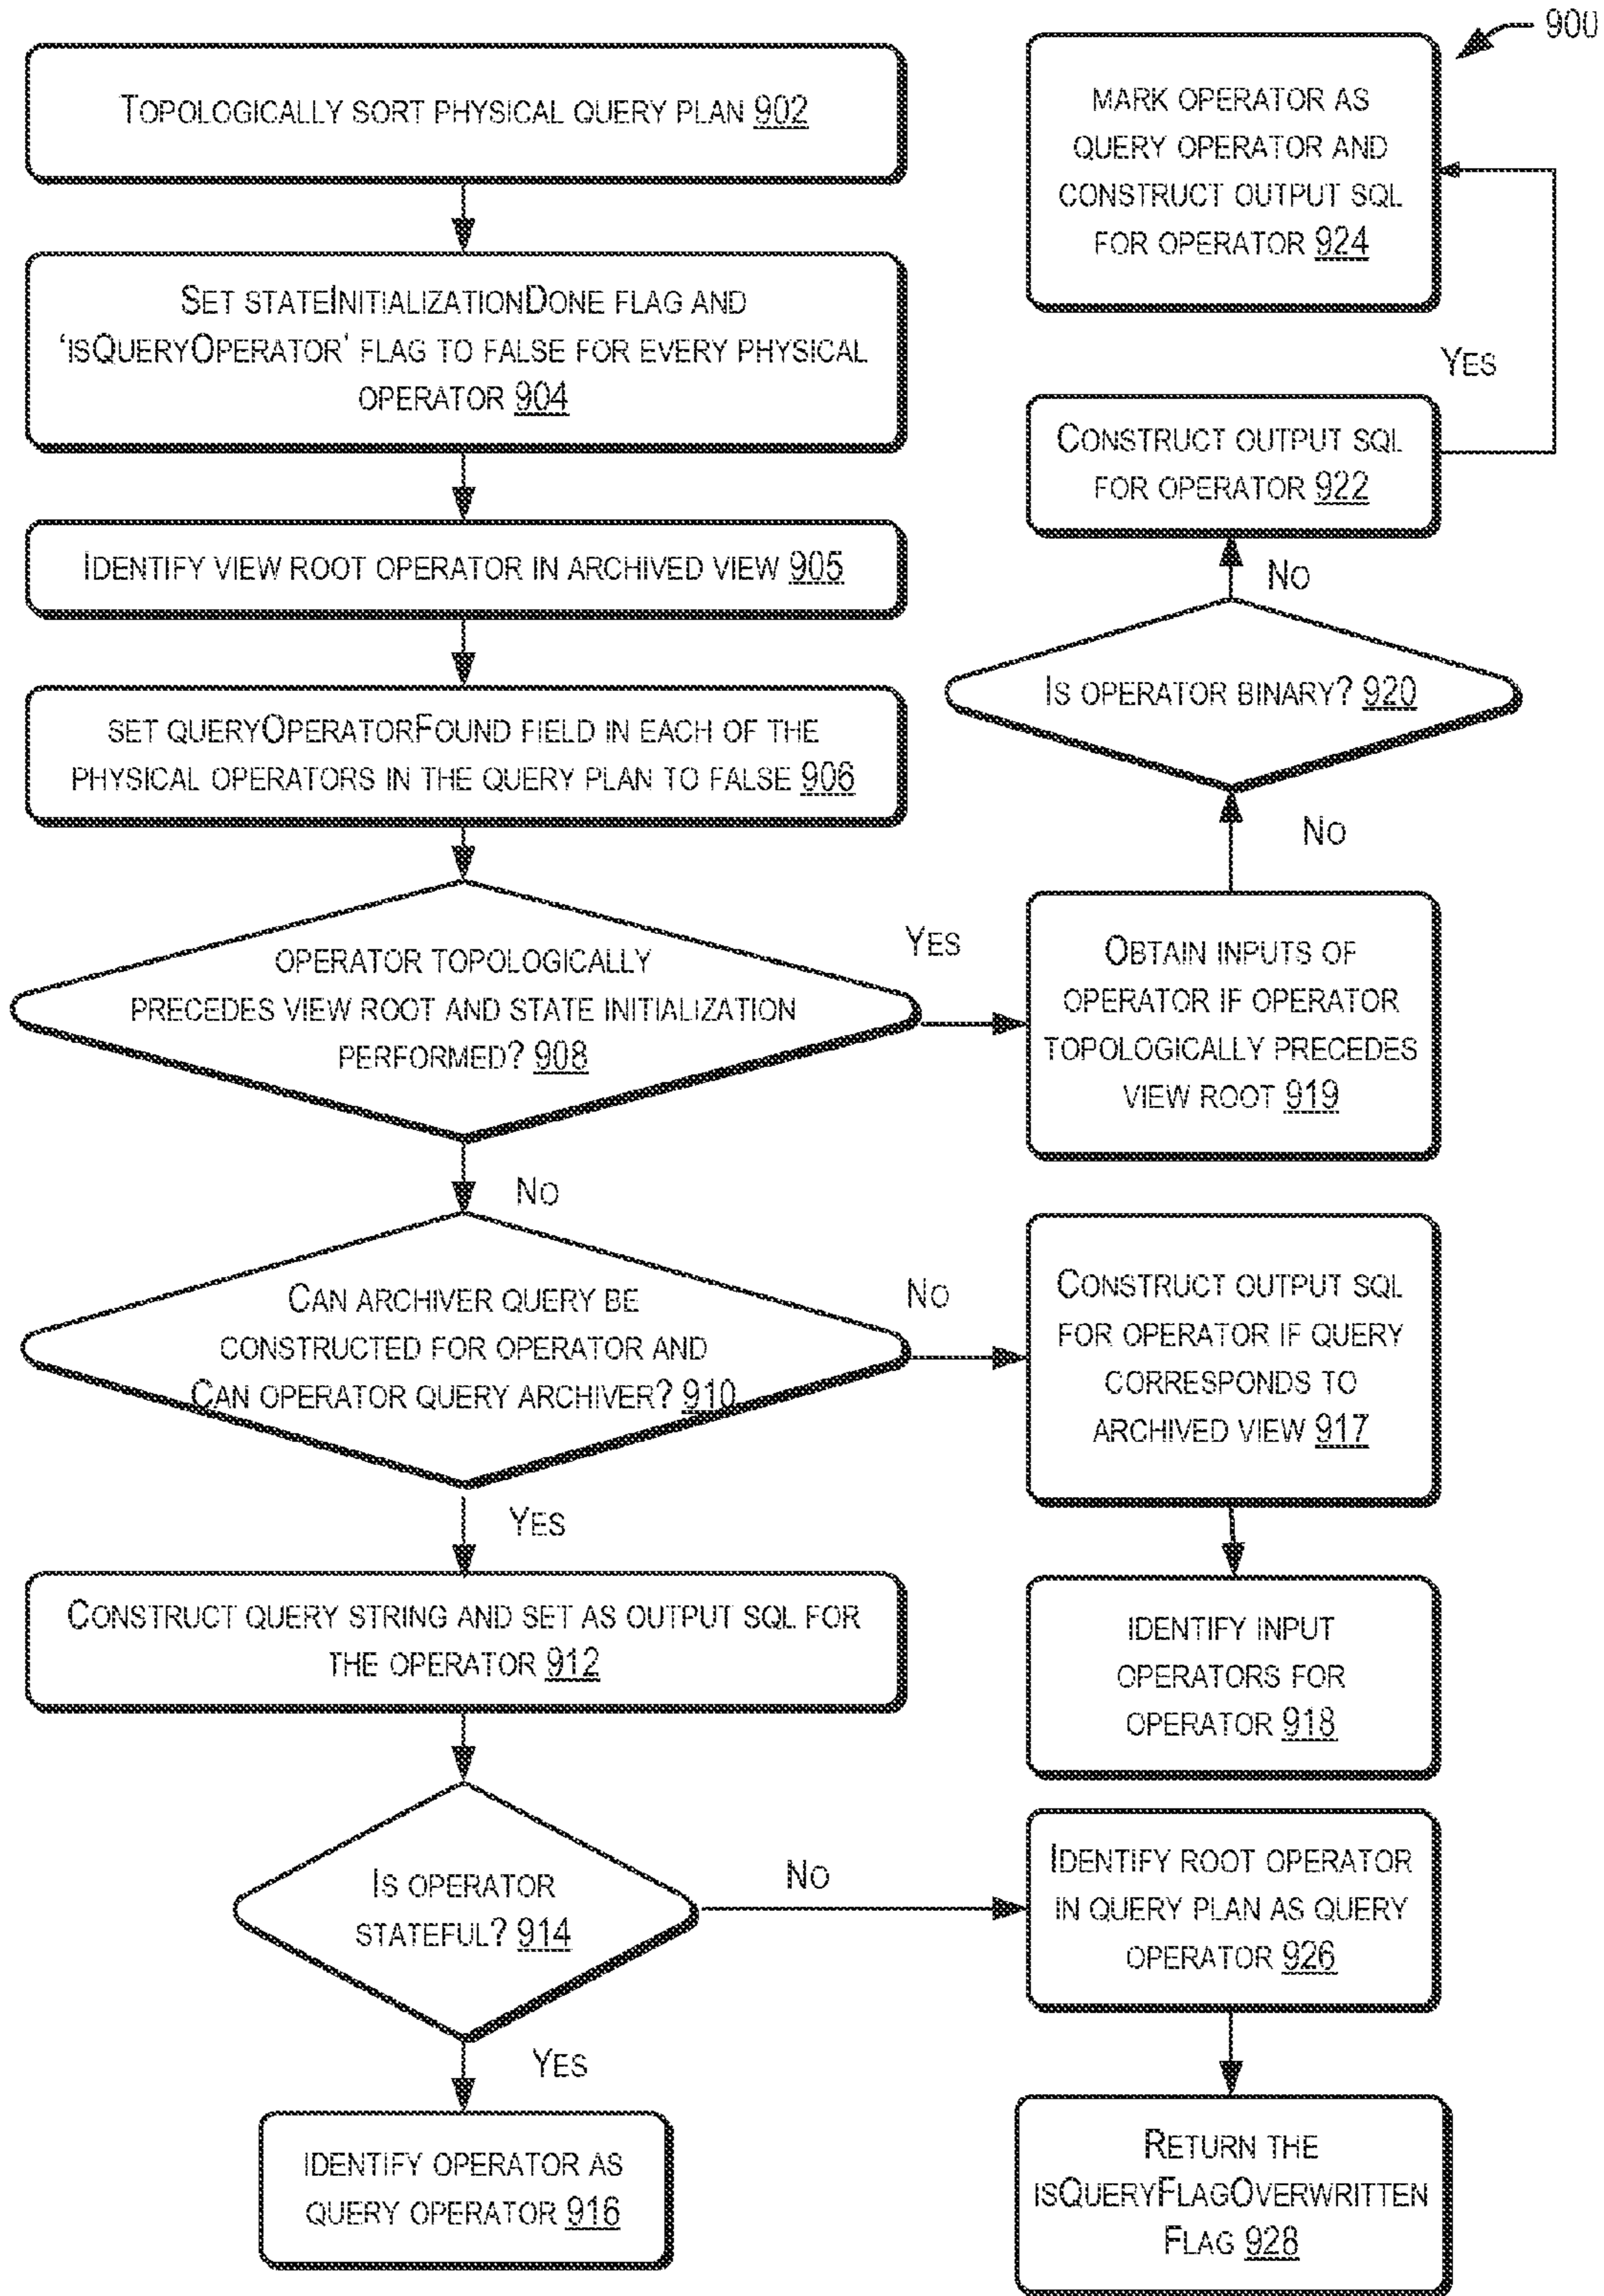 900
TOPOLOGICALLY SORT PHYSICAL QUERY PLAN 902
SET STATEINITIALIZATIONDONE FLAG AND
'ISQUERYOPERATOR' FLAG TO FALSE FOR EVERY PHYSICAL
OPERATOR 904
IDENTIFY VIEW ROOT OPERATOR IN ARCHIVED VIEW 905
SET QUERYOPERATORFOUND FIELD IN EACH OF THE
PHYSICAL OPERATORS IN THE QUERY PLAN TO FALSE 906
OPERATOR TOPOLOGICALLY
PRECEDES VIEW ROOT AND STATE INITIALIZATION
PERFORMED? 908
YES
NO
CAN ARCHIVER QUERY BE
CONSTRUCTED FOR OPERATOR AND
CAN OPERATOR QUERY ARCHIVER? 910
NO
YES
CONSTRUCT QUERY STRING AND SET AS OUTPUT SQL FOR
THE OPERATOR 912
IS OPERATOR
STATEFUL? 914
NO
YES
IDENTIFY OPERATOR AS
QUERY OPERATOR 916
MARK OPERATOR AS
QUERY OPERATOR AND
CONSTRUCT OUTPUT SQL
FOR OPERATOR 924
YES
CONSTRUCT OUTPUT SQL
FOR OPERATOR 922
NO
IS OPERATOR BINARY? 920
NO
OBTAIN INPUTS OF
OPERATOR IF OPERATOR
TOPOLOGICALLY PRECEDES
VIEW ROOT 919
CONSTRUCT OUTPUT SQL
FOR OPERATOR IF QUERY
CORRESPONDS TO
ARCHIVED VIEW 917
IDENTIFY INPUT
OPERATORS FOR
OPERATOR 918
IDENTIFY ROOT OPERATOR
IN QUERY PLAN AS QUERY
OPERATOR 926
RETURN THE
ISQUERYFLAGOVERWRITTEN
FLAG 928